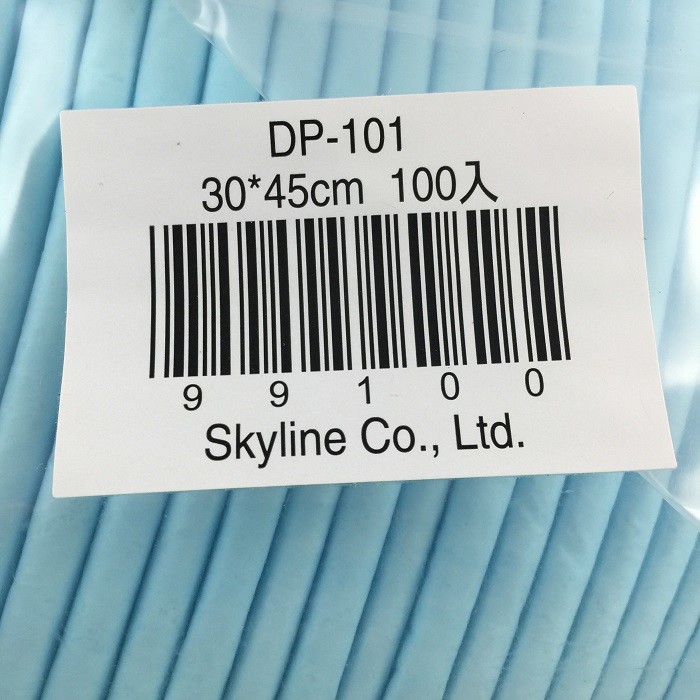 DP-101
30*45cm 100入
9 9 1 0 0
Skyline Co., Ltd.